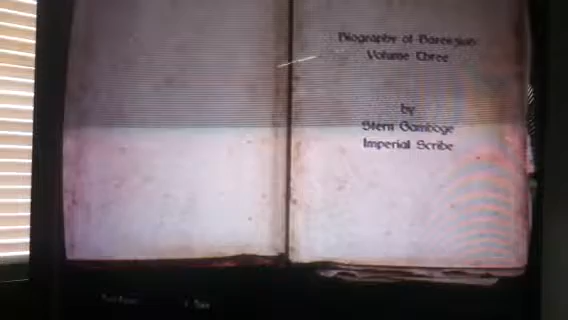 Biography of Barenziah
Volume Three
by
Stern Gamboge
Imperial Scribe